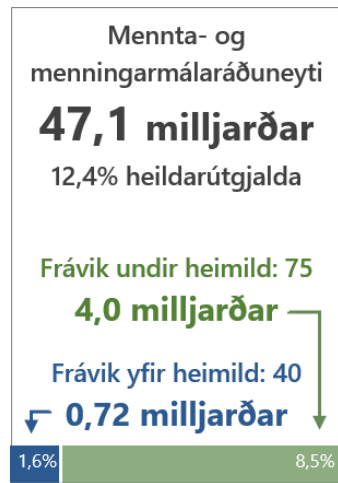 Mennta- og
menningarmálaráðuneyti
47,1 milljarðar
12,4% heildarútgjalda
Frávik undir heimild: 75
4,0 milljarðar
Frávik yfir heimild: 40
0,72 milljarðar
1,6% 8,5%